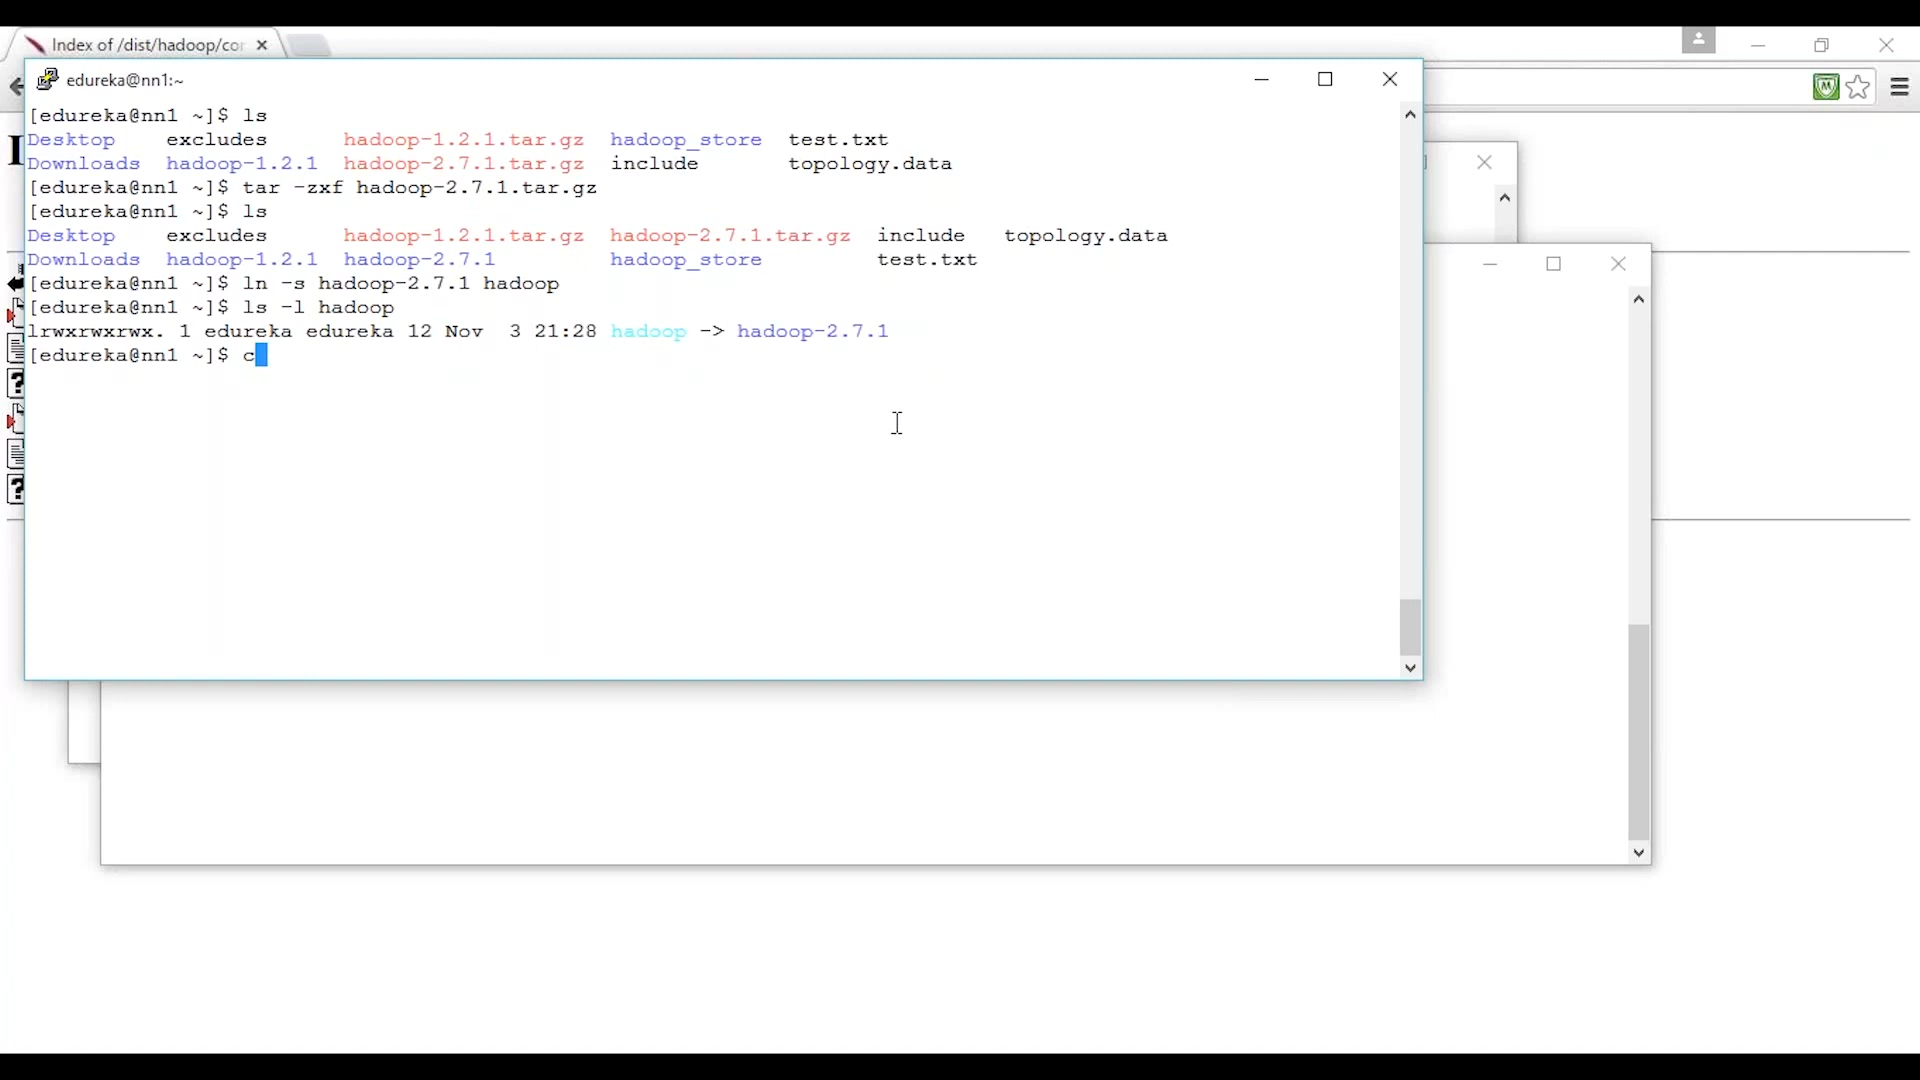 Index of /dist/hadoop/cor
edureka@nn1:~
[edureka@nn1 ~]$ ls
Desktop excludes hadoop-1.2.1.tar.gz hadoop_store test.txt
Downloads hadoop-1.2.1 hadoop-2.7.1.tar.gz include topology.data
[edureka@nn1 ~]$ tar -zxf hadoop-2.7.1.tar.gz
[edureka@nn1 ~]$ ls
Desktop excludes hadoop-1.2.1.tar.gz hadoop-2.7.1.tar.gz include topology.data
Downloads hadoop-1.2.1 hadoop-2.7.1 hadoop_store test.txt
[edureka@nn1 ~]$ ln -s hadoop-2.7.1 hadoop
[edureka@nn1 ~]$ ls -l hadoop
lrwxrwxrwx. 1 edureka edureka 12 Nov  3 21:28 hadoop -> hadoop-2.7.1
[edureka@nn1 ~]$ c